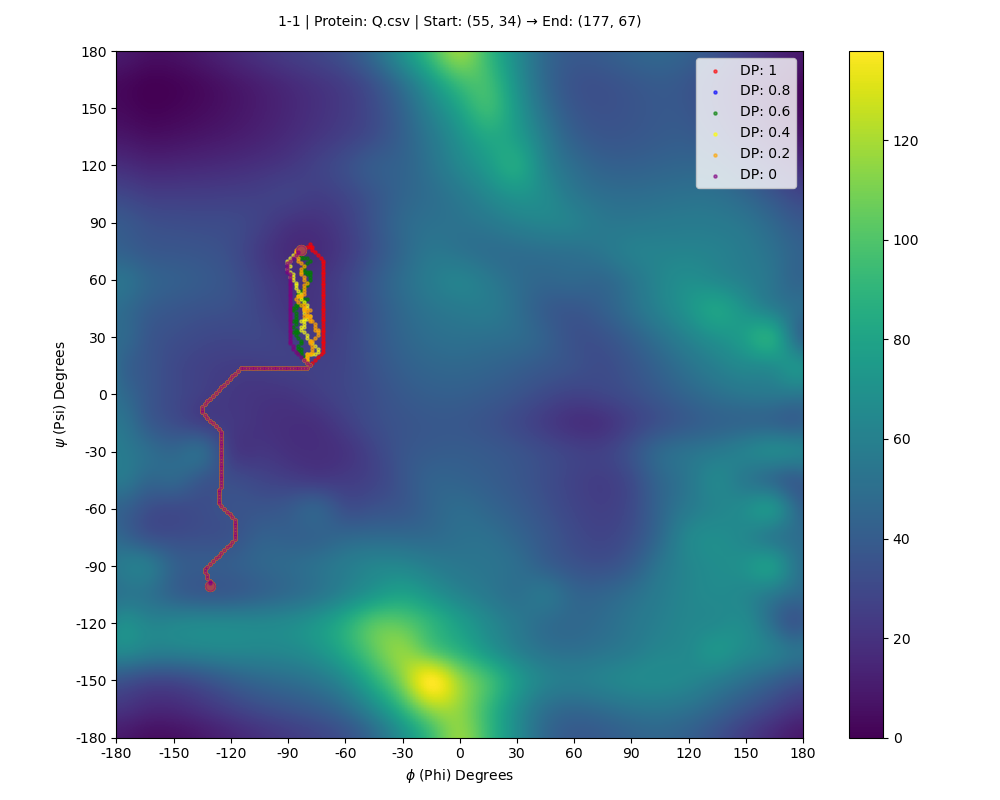 1-1 | Protein: Q.csv | Start: (55, 34) → End: (177, 67)
DP: 1
DP: 0.8
DP: 0.6
DP: 0.4
DP: 0.2
DP: 0
180
150
120
90
60
30
0
-30
-60
-90
-120
-150
-180
ψ (Psi) Degrees
-180 -150 -120 -90 -60 -30 0 30 60 90 120 150 180
ϕ (Phi) Degrees
120
100
80
60
40
20
0